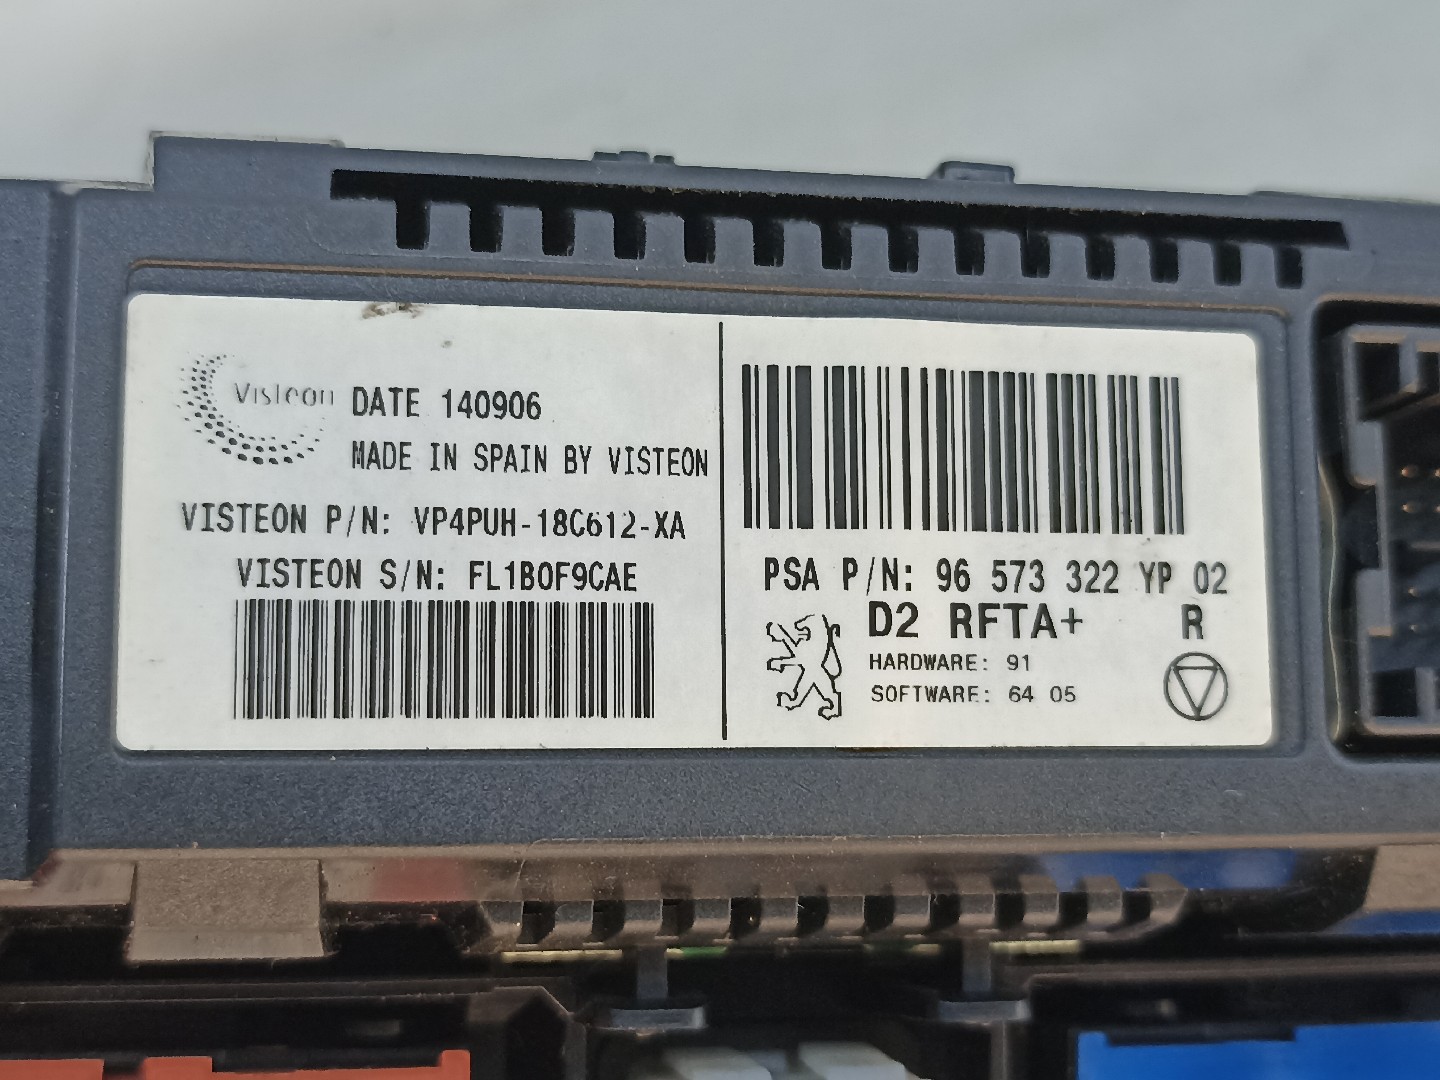 Visteon DATE 140906
MADE IN SPAIN BY VISTEON
VISTEON P/N: VP4PUH-18C612-XA
VISTEON S/N: FL1B0F9CAE
PSA P/N: 96 573 322 YP 02
D2 RFTA+ R
HARDWARE: 91
SOFTWARE: 64 05